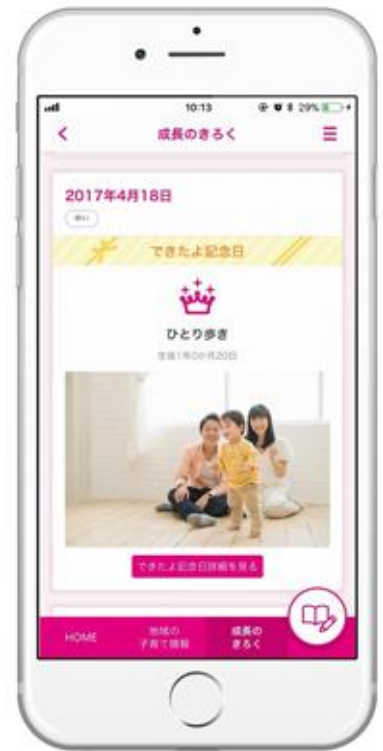 10:13
29%
成長のきろく
2017年4月18日
できたよ記念日
ひとり歩き
生後1年0か月20日
できたよ記念日詳細を見る
HOME
地域の
子育て情報
成長の
きろく